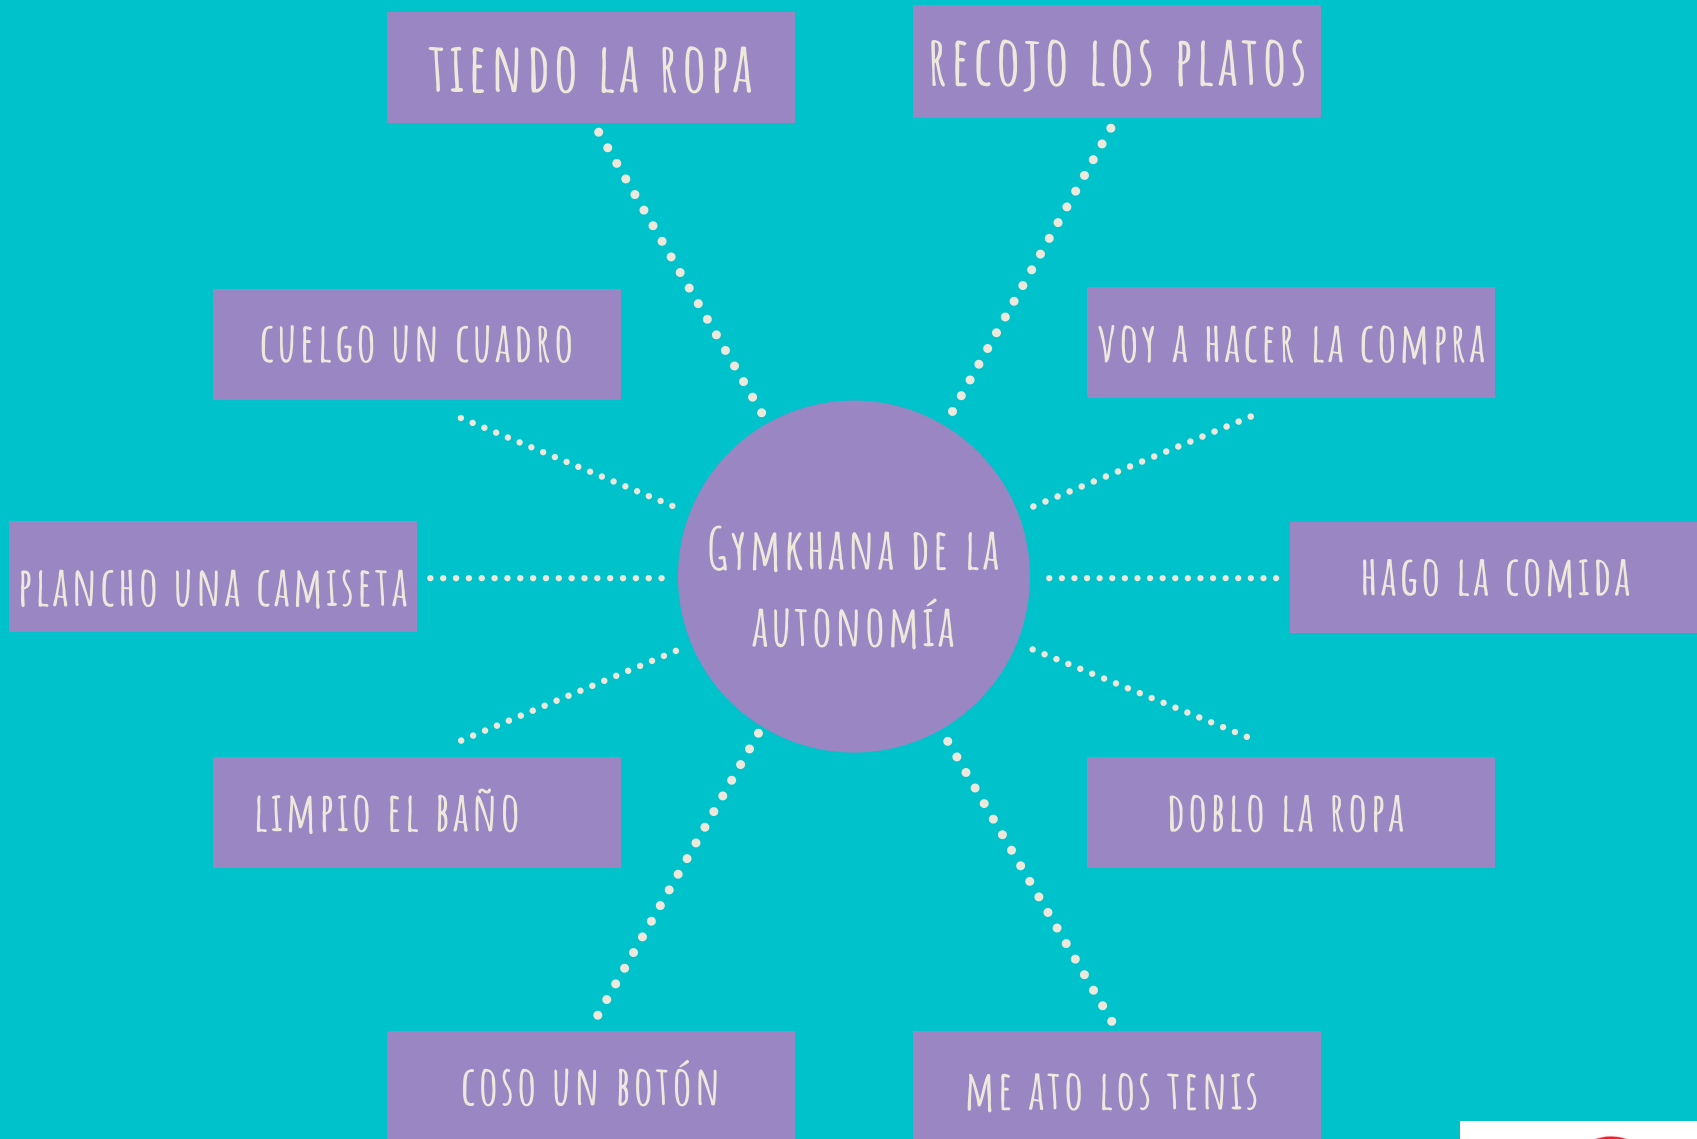 TIENDO LA ROPA
RECOJO LOS PLATOS
CUELGO UN CUADRO
VOY A HACER LA COMPRA
GYMKHANA DE LA
AUTONOMÍA
PLANCHO UNA CAMISETA
HAGO LA COMIDA
LIMPIO EL BAÑO
DOBLO LA ROPA
COSO UN BOTÓN
ME ATO LOS TENIS